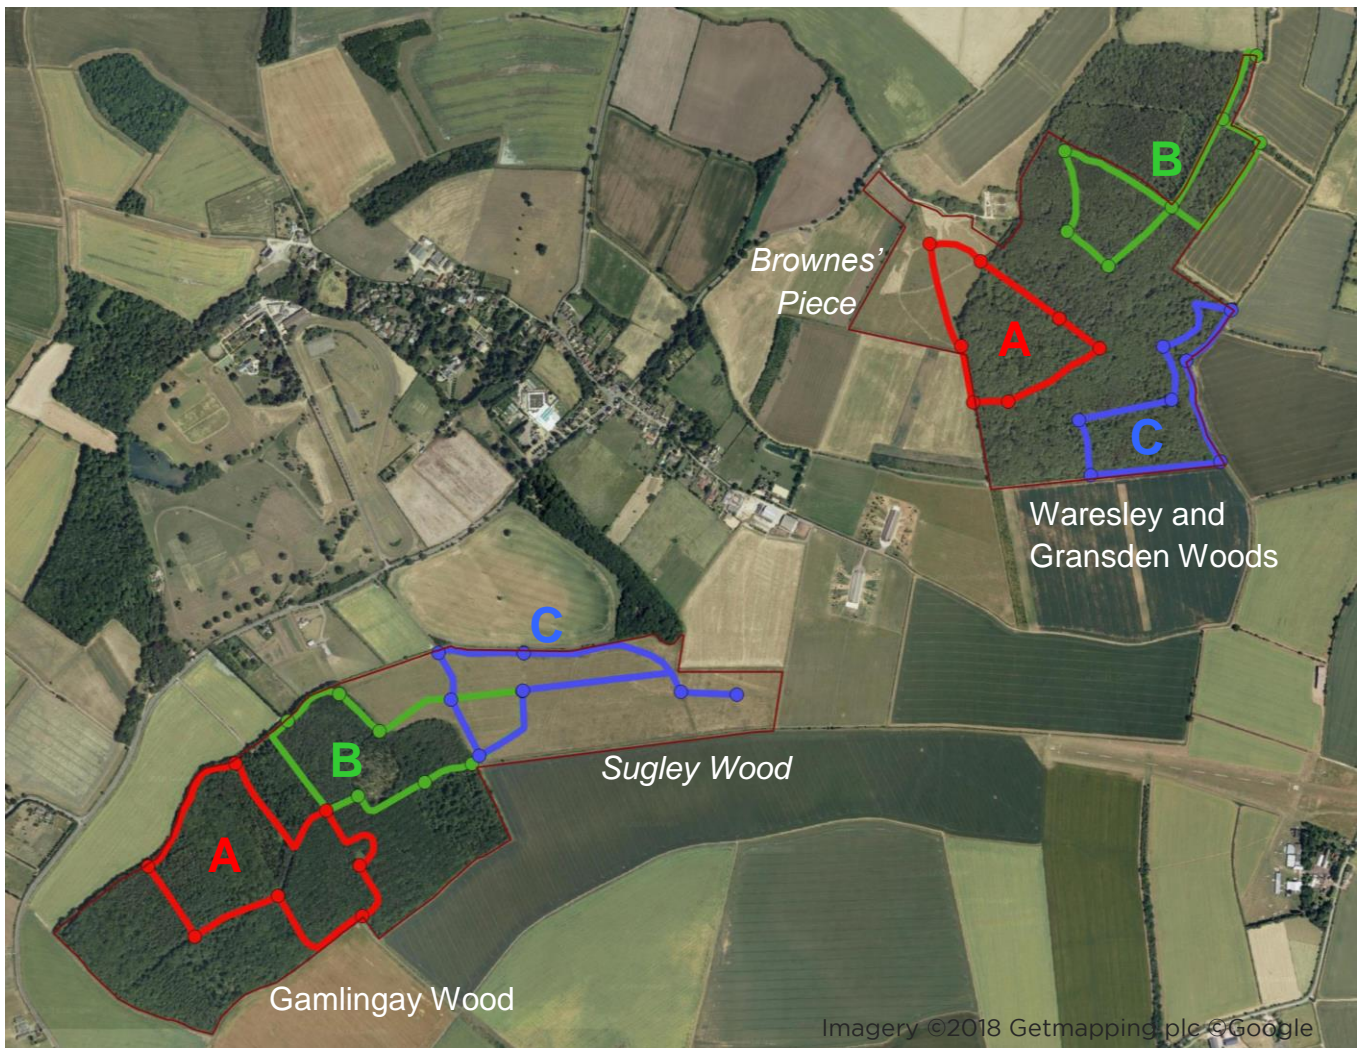 B
Brownes'
Piece
A
C
Waresley and
Gransden Woods
C
B
Sugley Wood
A
Gamlingay Wood
Imagery ©2018 Getmapping plc ©Google